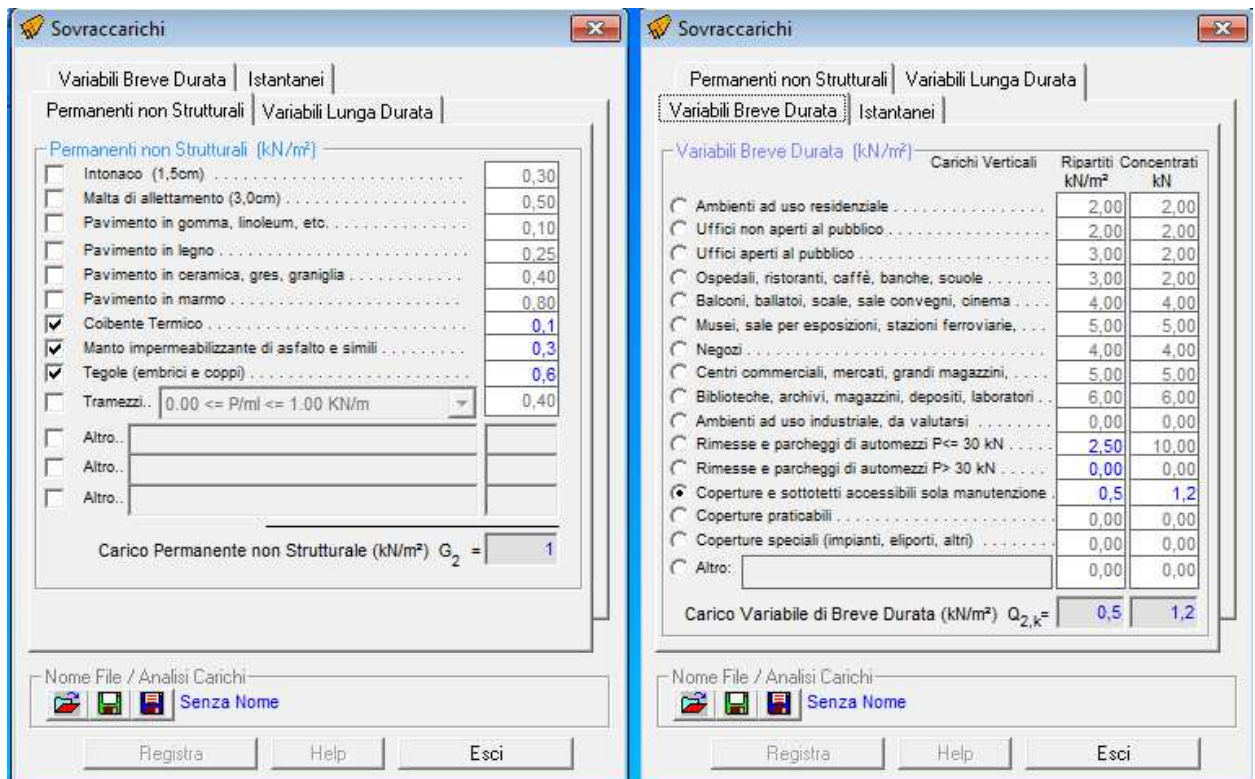 Sovraccarichi
Variabili Breve Durata Istantanei
Permanenti non Strutturali Variabili Lunga Durata
Permanenti non Strutturali (kN/m²)
Intonaco (1,5cm) . . . . . . . . . . . . . . . . . . . . . . . . . . . 0,30
Malta di allettamento (3,0cm) . . . . . . . . . . . . . . . . . . . 0,50
Pavimento in gomma, linoleum, etc. . . . . . . . . . . . . . . . 0,10
Pavimento in legno . . . . . . . . . . . . . . . . . . . . . . . . . 0,25
Pavimento in ceramica, gres, graniglia . . . . . . . . . . . . . 0,40
Pavimento in marmo . . . . . . . . . . . . . . . . . . . . . . . . . 0,80
Coibente Termico . . . . . . . . . . . . . . . . . . . . . . . . . . . 0,1
Manto impermeabilizzante di asfalto e simili . . . . . . . . . 0,3
Tegole (embrici e coppi) . . . . . . . . . . . . . . . . . . . . . . . 0,6
Tramezzi.. 0.00 <= P/ml <= 1.00 KN/m 0,40
Altro..
Altro..
Altro..
Carico Permanente non Strutturale (kN/m²) G2 = 1
Nome File / Analisi Carichi
Senza Nome
Registra Help Esci
Sovraccarichi
Permanenti non Strutturali Variabili Lunga Durata
Variabili Breve Durata Istantanei
Variabili Breve Durata (kN/m²) Carichi Verticali Ripartiti Concentrati
kN/m² kN
Ambienti ad uso residenziale . . . . . . . . . . . . . . . . 2,00 2,00
Uffici non aperti al pubblico . . . . . . . . . . . . . . . . . 2,00 2,00
Uffici aperti al pubblico . . . . . . . . . . . . . . . . . . . . 3,00 2,00
Ospedali, ristoranti, caffè, banche, scuole . . . . . . 3,00 2,00
Balconi, ballatoi, scale, sale convegni, cinema . . . . 4,00 4,00
Musei, sale per esposizioni, stazioni ferroviarie, . . . 5,00 5,00
Negozi . . . . . . . . . . . . . . . . . . . . . . . . . . . . . . . 4,00 4,00
Centri commerciali, mercati, grandi magazzini, . . . . 5,00 5,00
Biblioteche, archivi, magazzini, depositi, laboratori . . 6,00 6,00
Ambienti ad uso industriale, da valutarsi . . . . . . . . 0,00 0,00
Rimesse e parcheggi di automezzi P<= 30 kN . . . . . 2,50 10,00
Rimesse e parcheggi di automezzi P> 30 kN . . . . . 0,00 0,00
Coperture e sottotetti accessibili sola manutenzione . 0,5 1,2
Coperture praticabili . . . . . . . . . . . . . . . . . . . . . . 0,00 0,00
Coperture speciali (impianti, eliporti, altri) . . . . . . . . 0,00 0,00
Altro: 0,00 0,00
Carico Variabile di Breve Durata (kN/m²) Q2,k= 0,5 1,2
Nome File / Analisi Carichi
Senza Nome
Registra Help Esci